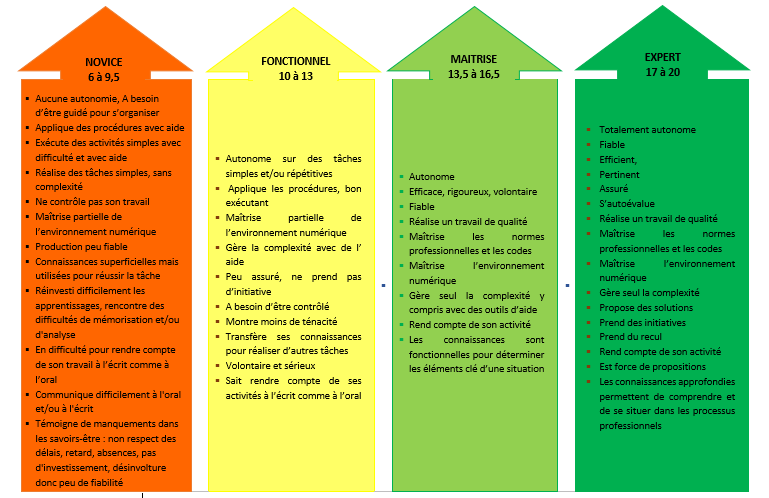 NOVICE
6 à 9,5
▪ Aucune autonomie, A besoin
d'être guidé pour s'organiser
▪ Applique des procédures avec aide
▪ Exécute des activités simples avec
difficulté et avec aide
▪ Réalise des tâches simples, sans
complexité
▪ Ne contrôle pas son travail
▪ Maîtrise partielle de
l'environnement numérique
▪ Production peu fiable
▪ Connaissances superficielles mais
utilisées pour réussir la tâche
▪ Réinvesti difficilement les
apprentissages, rencontre des
difficultés de mémorisation et/ou
d'analyse
▪ En difficulté pour rendre compte
de son travail à l'écrit comme à
l'oral
▪ Communique difficilement à l'oral
et/ou à l'écrit
▪ Témoigne de manquements dans
les savoirs-être : non respect des
délais, retard, absences, pas
d'investissement, désinvolture
donc peu de fiabilité
FONCTIONNEL
10 à 13
▪ Autonome sur des tâches
simples et/ou répétitives
▪ Applique les procédures, bon
exécutant
▪ Maîtrise partielle de
l'environnement numérique
▪ Gère la complexité avec de l'
aide
▪ Peu assuré, ne prend pas
d'initiative
▪ A besoin d'être contrôlé
▪ Montre moins de ténacité
▪ Transfère ses connaissances
pour réaliser d'autres tâches
▪ Volontaire et sérieux
▪ Sait rendre compte de ses
activités à l'écrit comme à l'oral
MAITRISE
13,5 à 16,5
▪ Autonome
▪ Efficace, rigoureux, volontaire
▪ Fiable
▪ Réalise un travail de qualité
▪ Maîtrise les normes
professionnelles et les codes
▪ Maîtrise l'environnement
numérique
▪ Gère seul la complexité y
compris avec des outils d'aide
▪ Rend compte de son activité
▪ Les connaissances sont
fonctionnelles pour déterminer
les éléments clé d'une situation
EXPERT
17 à 20
▪ Totalement autonome
▪ Fiable
▪ Efficient,
▪ Pertinent
▪ Assuré
▪ S'autoévalue
▪ Réalise un travail de qualité
▪ Maîtrise les normes
professionnelles et les codes
▪ Maîtrise l'environnement
numérique
▪ Gère seul la complexité
▪ Propose des solutions
▪ Prend des initiatives
▪ Prend du recul
▪ Rend compte de son activité
▪ Est force de propositions
▪ Les connaissances approfondies
permettent de comprendre et
de se situer dans les processus
professionnels